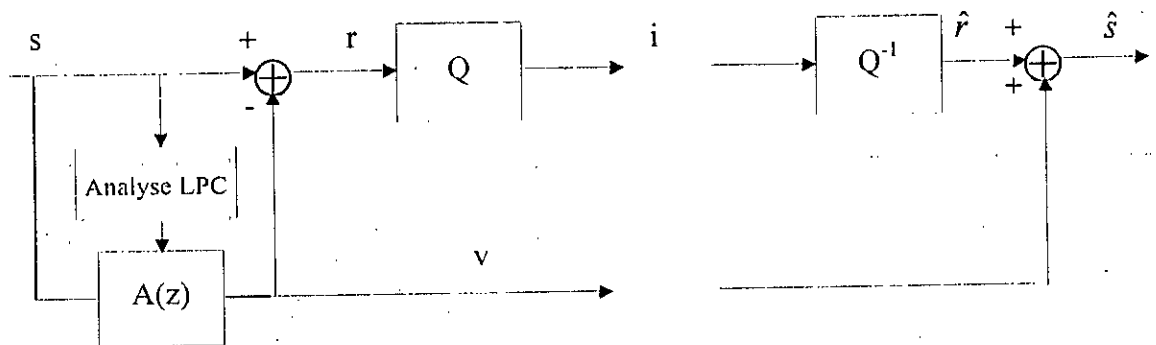 s + r Q i Q⁻¹ r̂ + ŝ
- +
Analyse LPC
A(z) v